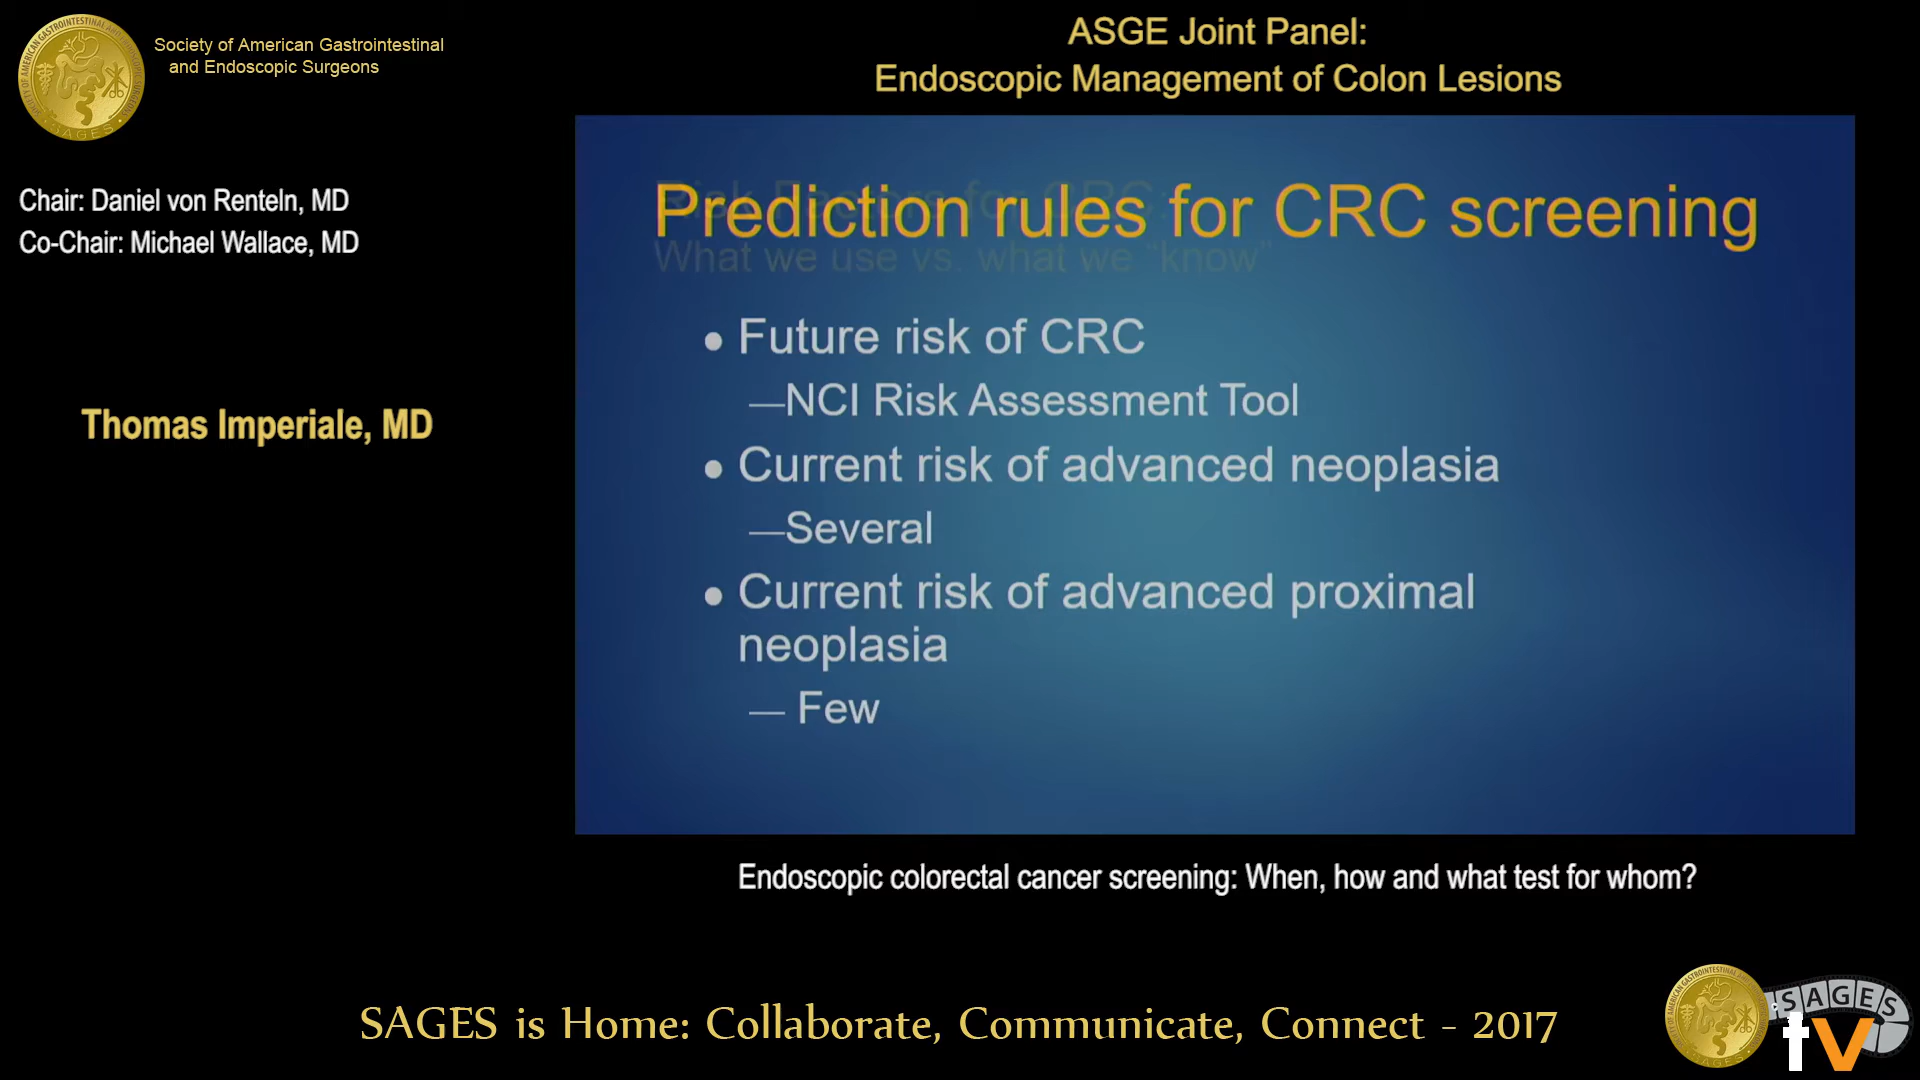 Society of American Gastrointestinal
and Endoscopic Surgeons
ASGE Joint Panel:
Endoscopic Management of Colon Lesions
Chair: Daniel von Renteln, MD
Co-Chair: Michael Wallace, MD
Thomas Imperiale, MD
Prediction rules for CRC screening
Risk Factors for CRC:
What we use vs. what we “know”
• Future risk of CRC
—NCI Risk Assessment Tool
• Current risk of advanced neoplasia
—Several
• Current risk of advanced proximal
neoplasia
— Few
Endoscopic colorectal cancer screening: When, how and what test for whom?
SAGES is Home: Collaborate, Communicate, Connect - 2017
SAGES
tv